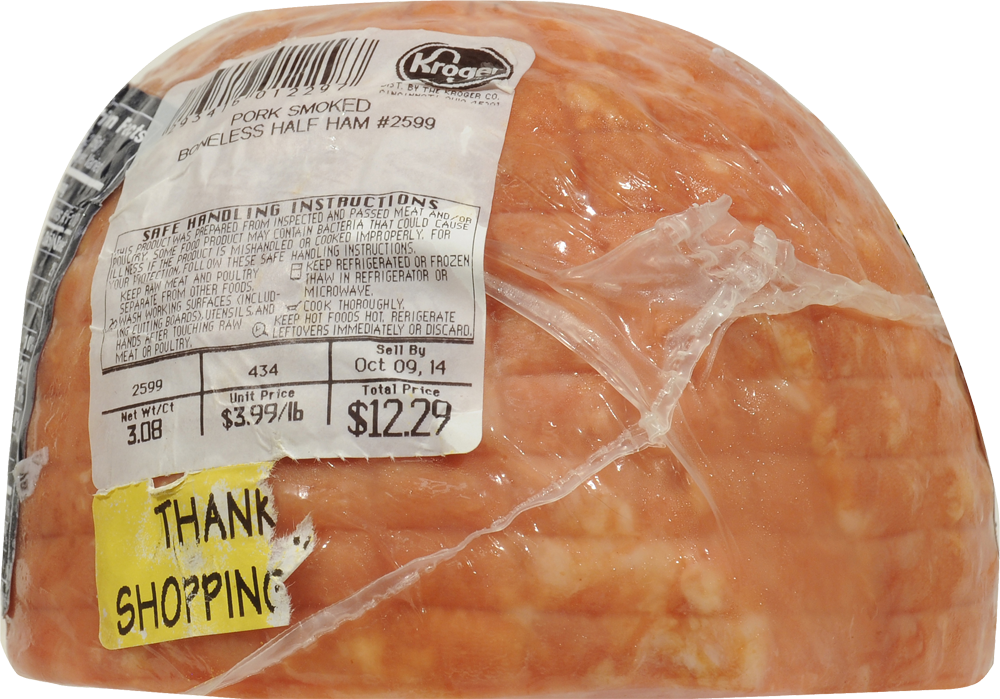 Kroger
DIST. BY THE KROGER CO.
PORK SMOKED
BONELESS HALF HAM #2599
SAFE HANDLING INSTRUCTIONS
THIS PRODUCT WAS PREPARED FROM INSPECTED AND PASSED MEAT AND/OR
POULTRY. SOME FOOD PRODUCT MAY CONTAIN BACTERIA THAT COULD CAUSE
ILLNESS IF THE PRODUCT IS MISHANDLED OR COOKED IMPROPERLY. FOR
YOUR PROTECTION, FOLLOW THESE SAFE HANDLING INSTRUCTIONS.
KEEP RAW MEAT AND POULTRY
SEPARATE FROM OTHER FOODS.
WASH WORKING SURFACES (INCLUD-
ING CUTTING BOARDS), UTENSILS, AND
HANDS AFTER TOUCHING RAW
MEAT OR POULTRY.
KEEP REFRIGERATED OR FROZEN
THAW IN REFRIGERATOR OR
MICROWAVE.
COOK THOROUGHLY.
KEEP HOT FOODS HOT. RERIGERATE
LEFTOVERS IMMEDIATELY OR DISCARD.
2599
434
Sell By
Oct 09, 14
Net Wt/Ct
3.08
Unit Price
$3.99/lb
Total Price
$12.29
THANK
SHOPPING